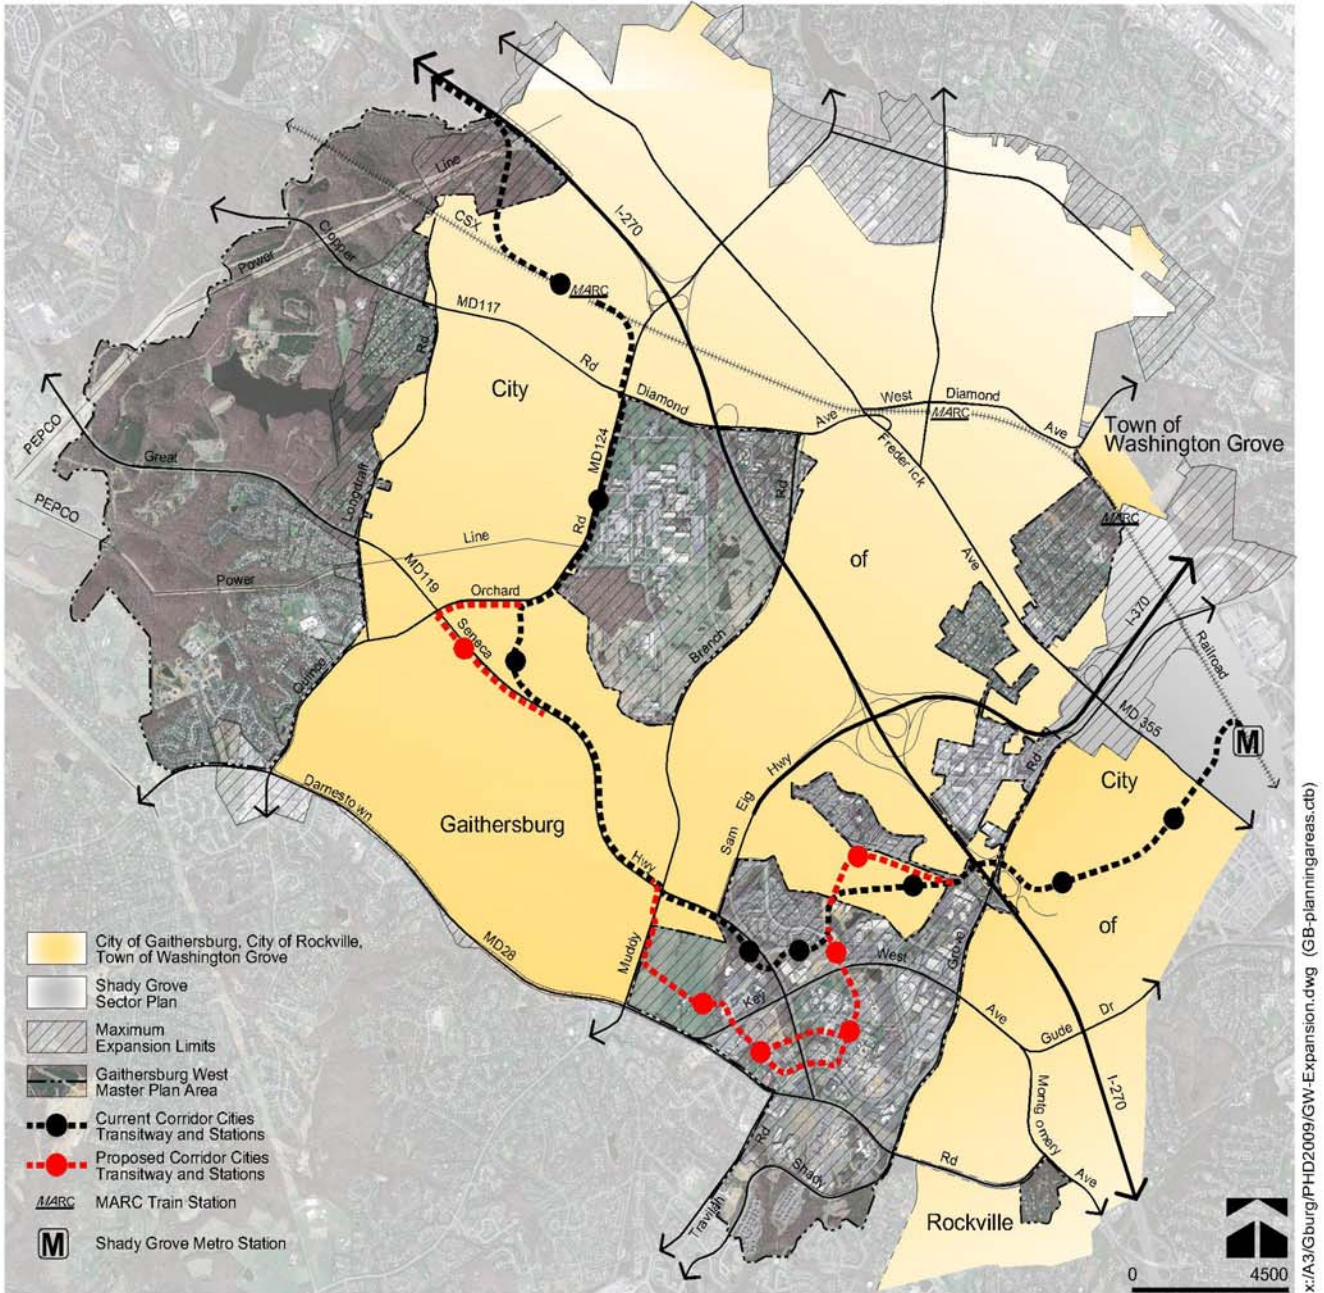 Line
CSX
Clopper
Power
I-270
MARC
MD117
Rd
Rd
City
Diamond
West
Diamond
MARC
Ave
Ave
Town of
Washington Grove
PEPCO
Great
Longdraft
MD124
Rd
Frederick
Rd
PEPCO
Line
MARC
of
Ave
Power
MD119
Orchard
I-370
Seneca
Branch
Railroad
Quince
MD 355
M
Hwy
Rd
City
Darnestown
Eig
Gaithersburg
Sam
Hwy
of
Muddy
MD28
West
Grove
Key
Ave
Gude
Dr
I-270
Montgomery
Rd
Shady
Rd
Ave
Travilah
Rockville
City of Gaithersburg, City of Rockville,
Town of Washington Grove
Shady Grove
Sector Plan
Maximum
Expansion Limits
Gaithersburg West
Master Plan Area
Current Corridor Cities
Transitway and Stations
Proposed Corridor Cities
Transitway and Stations
MARC MARC Train Station
M Shady Grove Metro Station
0 4500
x:/A3/Gburg/PHD2009/GW-Expansion.dwg (GB-planningareas.ctb)